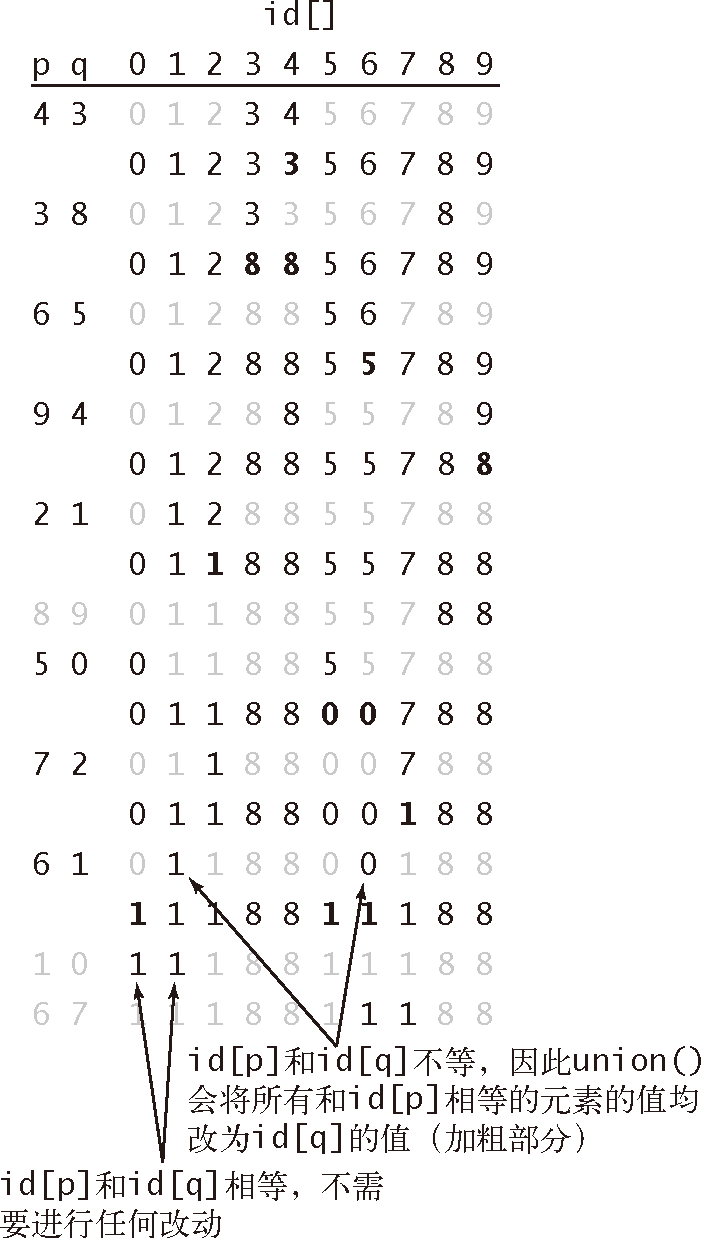 id[]
p q 0 1 2 3 4 5 6 7 8 9
4 3 0 1 2 3 4 5 6 7 8 9
0 1 2 3 3 5 6 7 8 9
3 8 0 1 2 3 3 5 6 7 8 9
0 1 2 8 8 5 6 7 8 9
6 5 0 1 2 8 8 5 6 7 8 9
0 1 2 8 8 5 5 7 8 9
9 4 0 1 2 8 8 5 5 7 8 9
0 1 2 8 8 5 5 7 8 8
2 1 0 1 2 8 8 5 5 7 8 8
0 1 1 8 8 5 5 7 8 8
8 9 0 1 1 8 8 5 5 7 8 8
5 0 0 1 1 8 8 5 5 7 8 8
0 1 1 8 8 0 0 7 8 8
7 2 0 1 1 8 8 0 0 7 8 8
0 1 1 8 8 0 0 1 8 8
6 1 0 1 1 8 8 0 0 1 8 8
1 1 1 8 8 1 1 1 8 8
1 0 1 1 1 8 8 1 1 1 8 8
6 7 1 1 1 8 8 1 1 1 8 8
id[p]和id[q]不等，因此union()
会将所有和id[p]相等的元素的值均
改为id[q]的值（加粗部分）
id[p]和id[q]相等，不需
要进行任何改动